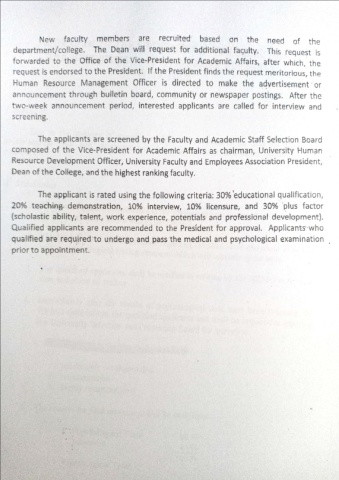 New faculty members are recruited based on the need of the
department/college. The Dean will request for additional faculty. This request is
forwarded to the Office of the Vice-President for Academic Affairs, after which, the
request is endorsed to the President. If the President finds the request meritorious, the
Human Resource Management Officer is directed to make the advertisement or
announcement through bulletin board, community or newspaper postings. After the
two-week announcement period, interested applicants are called for interview and
screening.
The applicants are screened by the Faculty and Academic Staff Selection Board
composed of the Vice-President for Academic Affairs as chairman, University Human
Resource Development Officer, University Faculty and Employees Association President,
Dean of the College, and the highest ranking faculty.
The applicant is rated using the following criteria: 30% educational qualification,
20% teaching demonstration, 10% interview, 10% licensure, and 30% plus factor
(scholastic ability, talent, work experience, potentials and professional development).
Qualified applicants are recommended to the President for approval. Applicants who
qualified are required to undergo and pass the medical and psychological examination
prior to appointment.